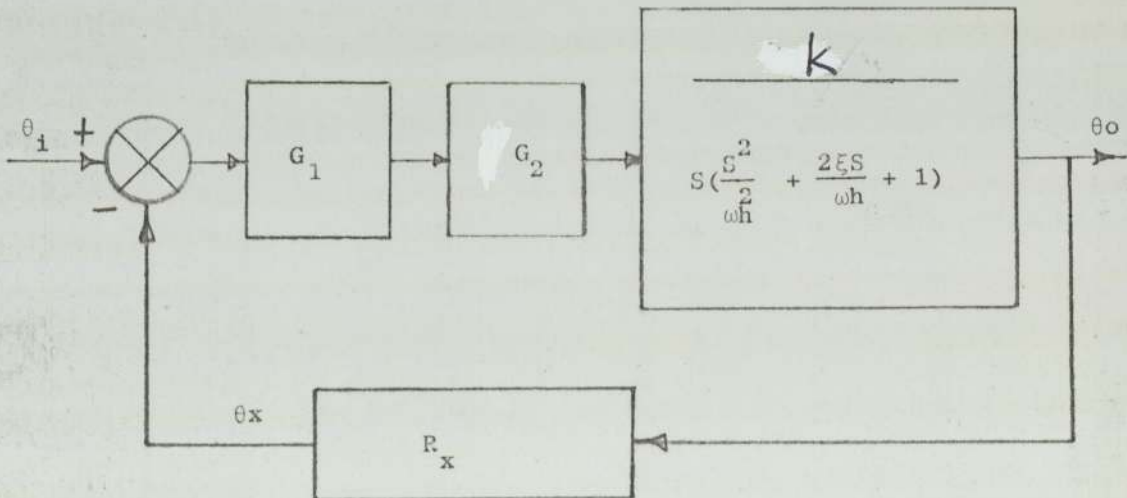 k
θi +
G1
G2
S(S²/ωh² + 2ξS/ωh + 1)
θo
−
θx
Rx